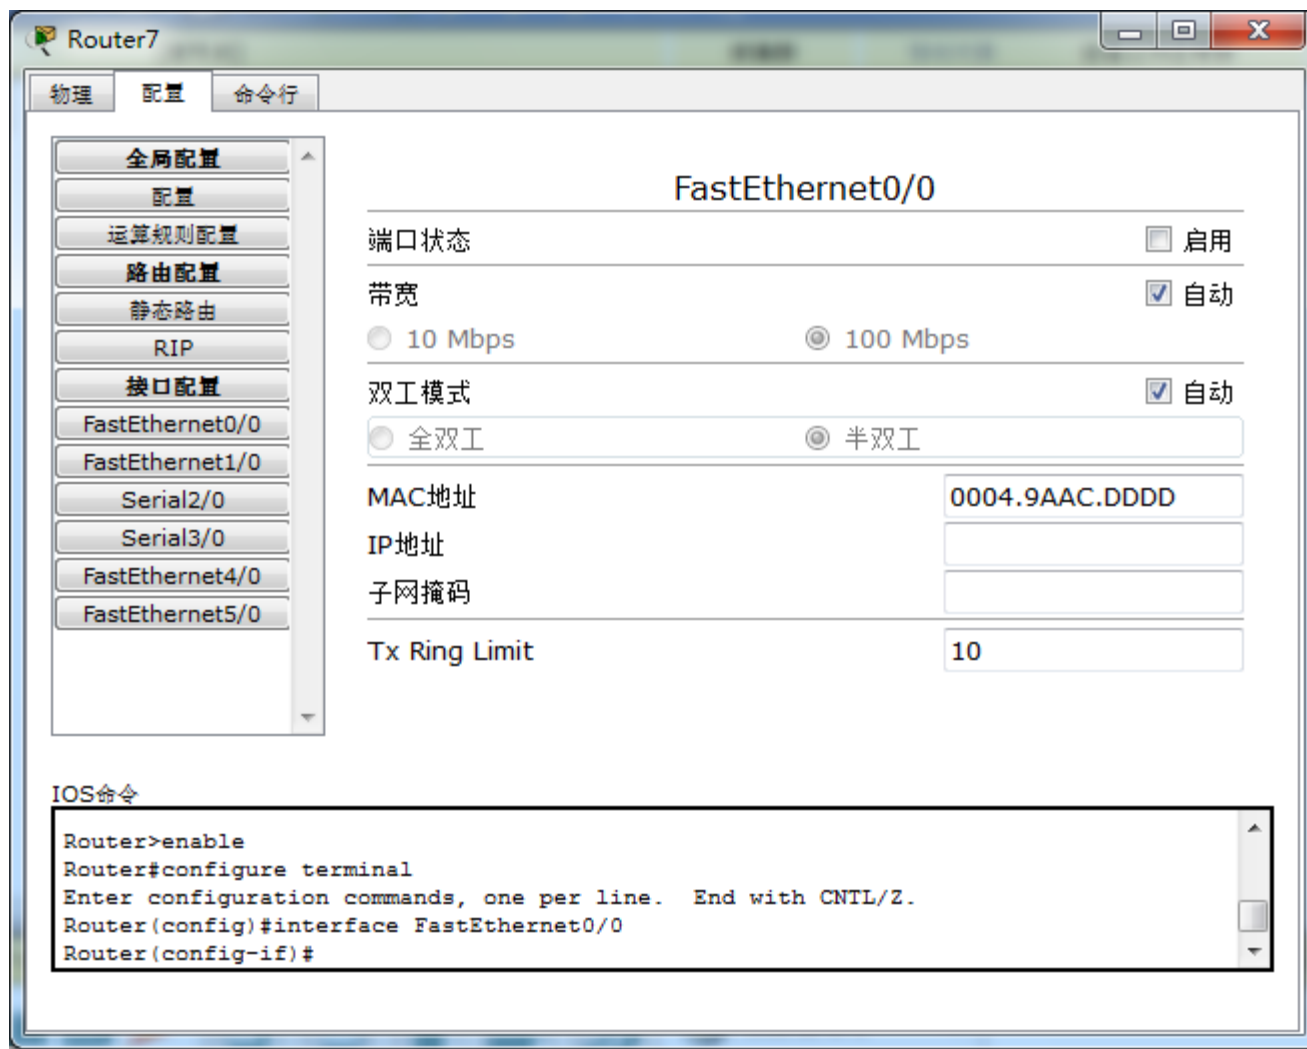 Router7
物理 配置 命令行
全局配置
配置
运算规则配置
路由配置
静态路由
RIP
接口配置
FastEthernet0/0
FastEthernet1/0
Serial2/0
Serial3/0
FastEthernet4/0
FastEthernet5/0
FastEthernet0/0
端口状态 启用
带宽 自动
10 Mbps 100 Mbps
双工模式 自动
全双工 半双工
MAC地址 0004.9AAC.DDDD
IP地址
子网掩码
Tx Ring Limit 10
IOS命令
Router>enable
Router#configure terminal
Enter configuration commands, one per line.  End with CNTL/Z.
Router(config)#interface FastEthernet0/0
Router(config-if)#